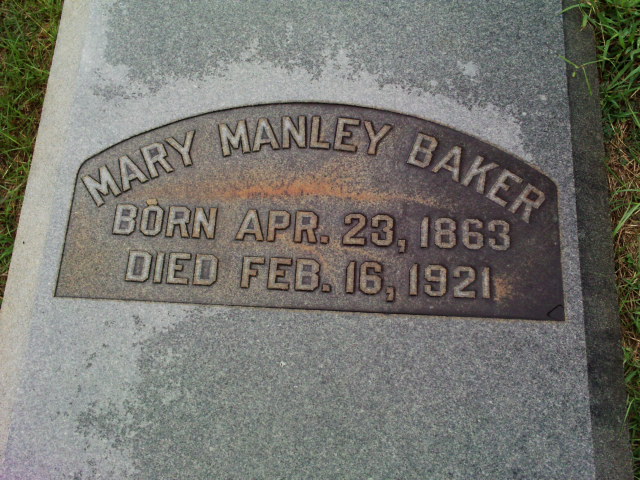 MARY MANLEY BAKER
BORN APR. 23, 1863
DIED FEB. 16, 1921